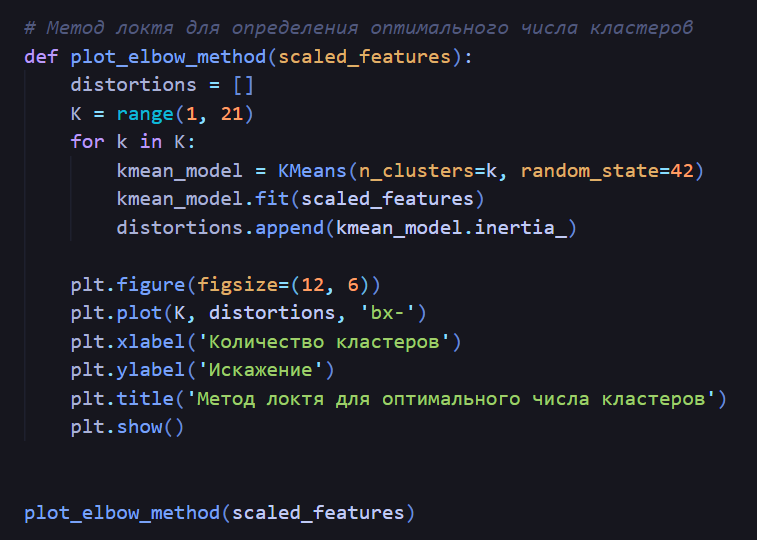 # Метод локтя для определения оптимального числа кластеров
def plot_elbow_method(scaled_features):
    distortions = []
    K = range(1, 21)
    for k in K:
        kmean_model = KMeans(n_clusters=k, random_state=42)
        kmean_model.fit(scaled_features)
        distortions.append(kmean_model.inertia_)
    plt.figure(figsize=(12, 6))
    plt.plot(K, distortions, 'bx-')
    plt.xlabel('Количество кластеров')
    plt.ylabel('Искажение')
    plt.title('Метод локтя для оптимального числа кластеров')
    plt.show()
plot_elbow_method(scaled_features)